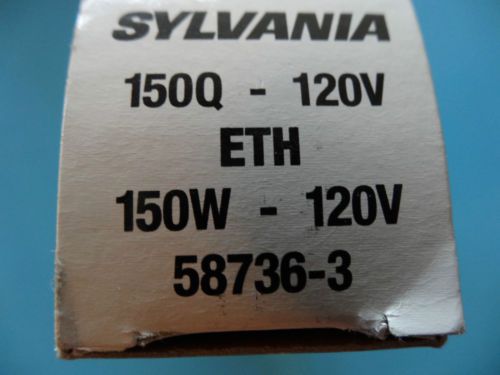 SYLVANIA
150Q - 120V
ETH
150W - 120V
58736-3